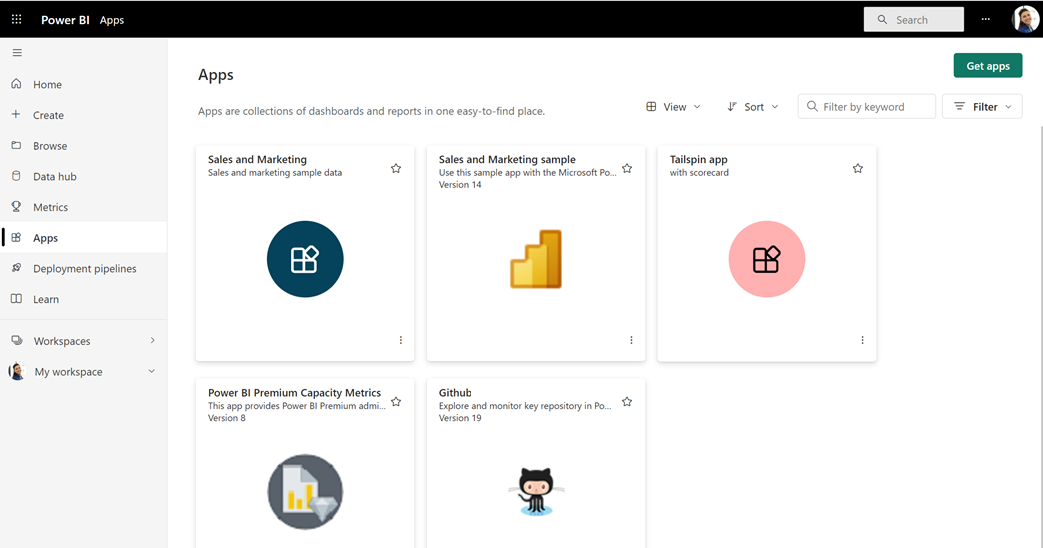 Power BI Apps
Search
Home
Create
Browse
Data hub
Metrics
Apps
Deployment pipelines
Learn
Workspaces
My workspace
Apps
Get apps
Apps are collections of dashboards and reports in one easy-to-find place.
View
Sort
Filter by keyword
Filter
Sales and Marketing
Sales and marketing sample data
Sales and Marketing sample
Use this sample app with the Microsoft Po...
Version 14
Tailspin app
with scorecard
Power BI Premium Capacity Metrics
This app provides Power BI Premium admi...
Version 8
Github
Explore and monitor key repository in Po...
Version 19